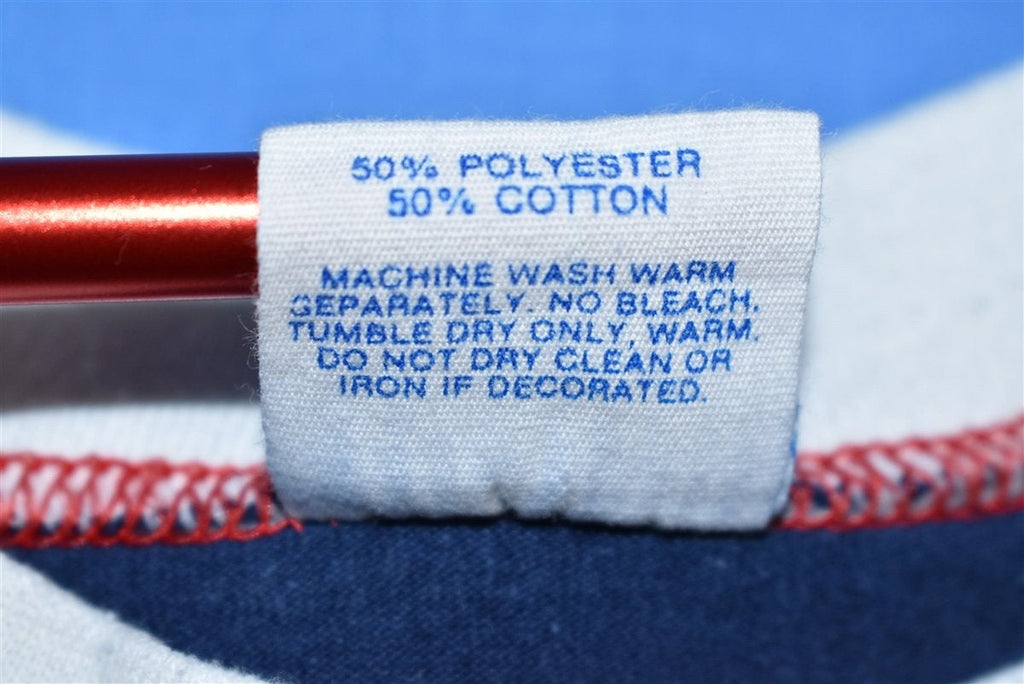 50% POLYESTER
50% COTTON
MACHINE WASH WARM
SEPARATELY. NO BLEACH.
TUMBLE DRY ONLY, WARM.
DO NOT DRY CLEAN OR
IRON IF DECORATED.